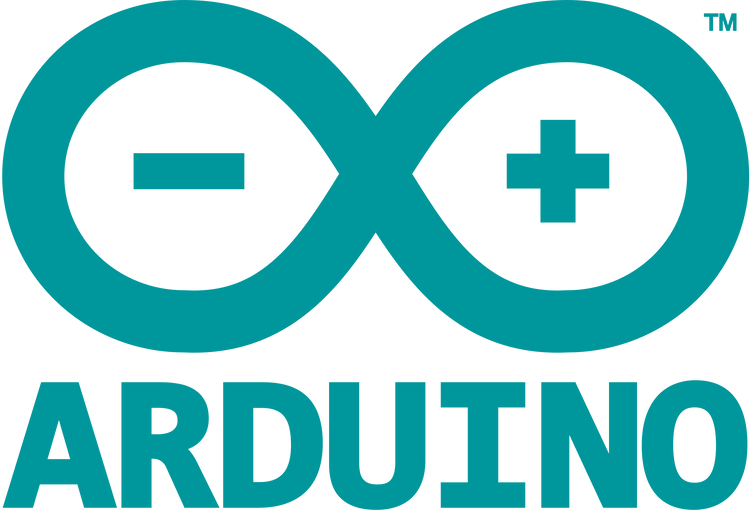 TM
- +
ARDUINO